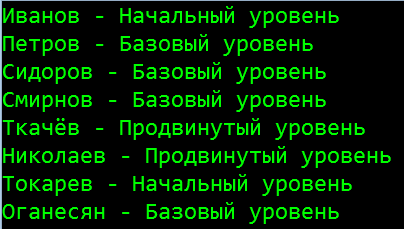 Иванов - Начальный уровень
Петров - Базовый уровень
Сидоров - Базовый уровень
Смирнов - Базовый уровень
Ткачёв - Продвинутый уровень
Николаев - Продвинутый уровень
Токарев - Начальный уровень
Оганесян - Базовый уровень